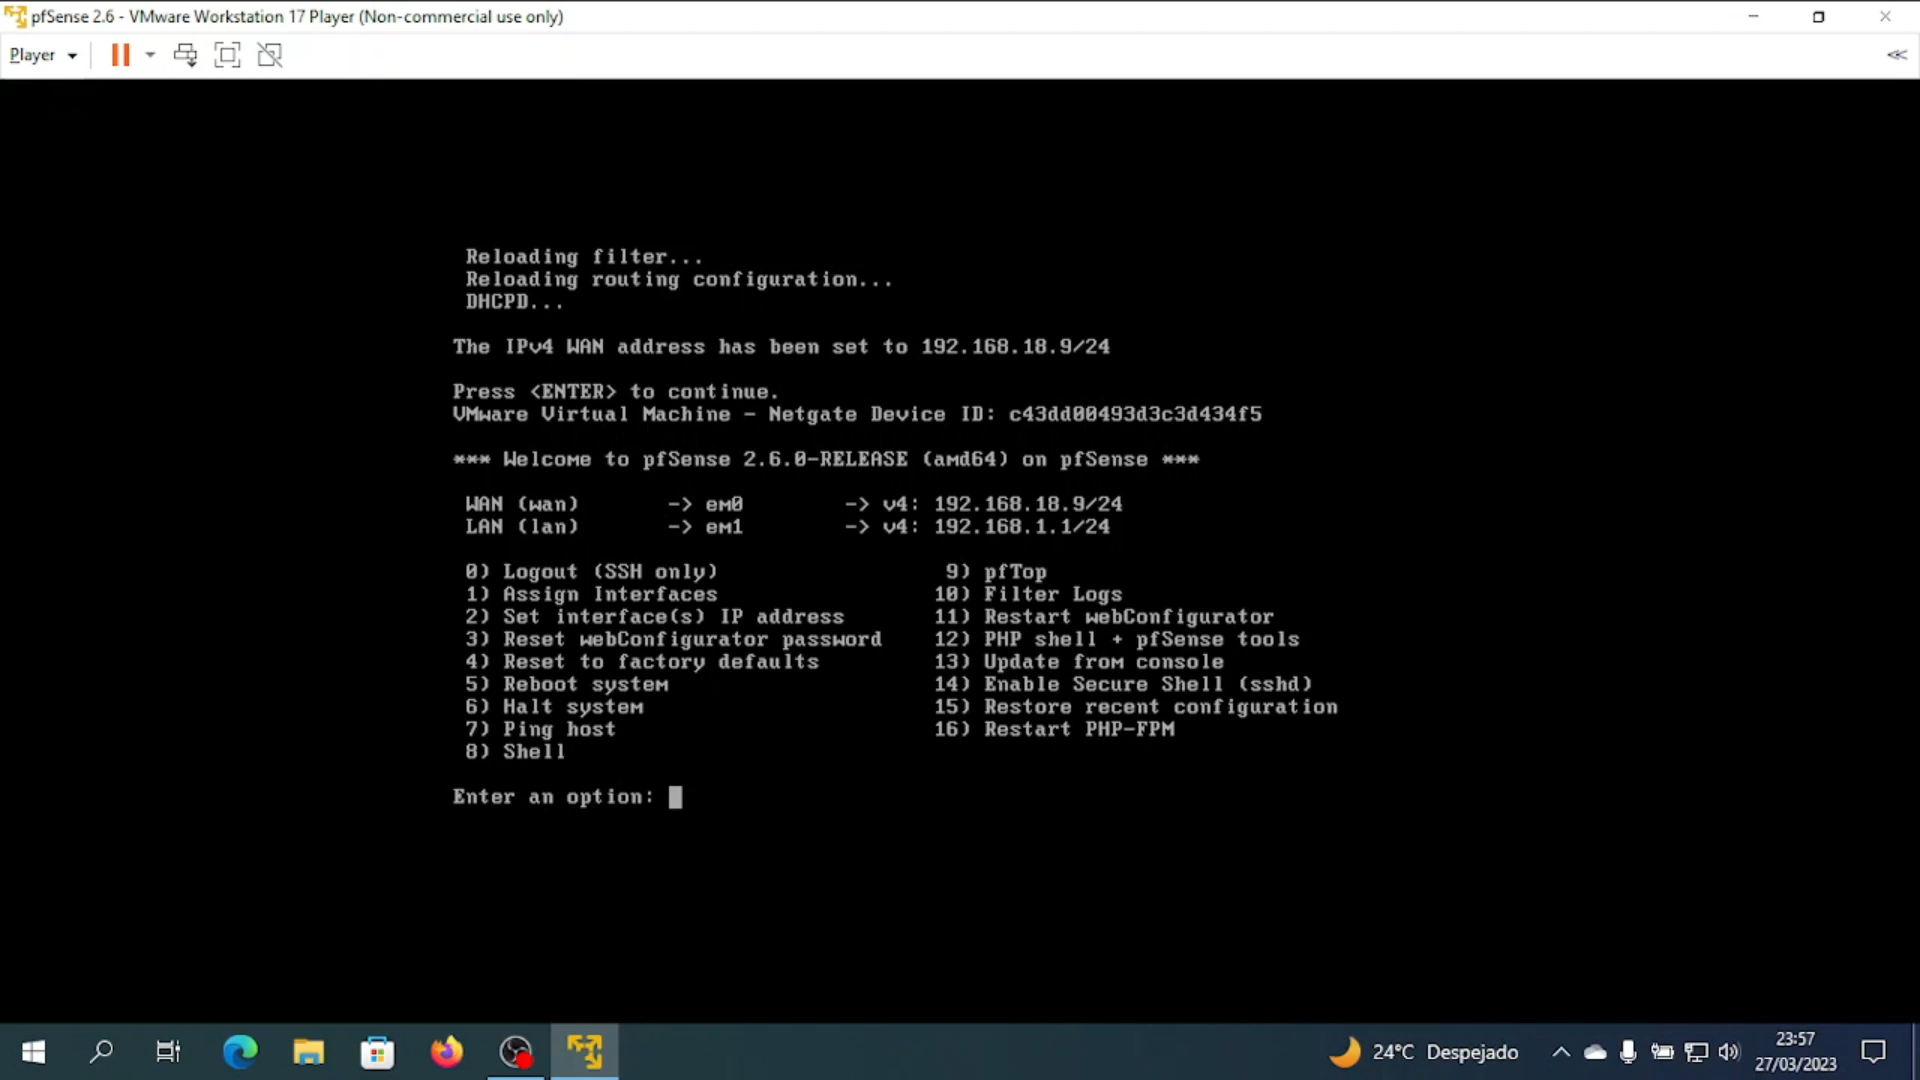 pfSense 2.6 - VMware Workstation 17 Player (Non-commercial use only)
Player
Reloading filter...
Reloading routing configuration...
DHCPD...
The IPv4 WAN address has been set to 192.168.18.9/24
Press <ENTER> to continue.
VMware Virtual Machine - Netgate Device ID: c43dd00493d3c3d434f5
*** Welcome to pfSense 2.6.0-RELEASE (amd64) on pfSense ***
WAN (wan) -> em0 -> v4: 192.168.18.9/24
LAN (lan) -> em1 -> v4: 192.168.1.1/24
0) Logout (SSH only) 9) pfTop
1) Assign Interfaces 10) Filter Logs
2) Set interface(s) IP address 11) Restart webConfigurator
3) Reset webConfigurator password 12) PHP shell + pfSense tools
4) Reset to factory defaults 13) Update from console
5) Reboot system 14) Enable Secure Shell (sshd)
6) Halt system 15) Restore recent configuration
7) Ping host 16) Restart PHP-FPM
8) Shell
Enter an option:
24°C Despejado
23:57
27/03/2023